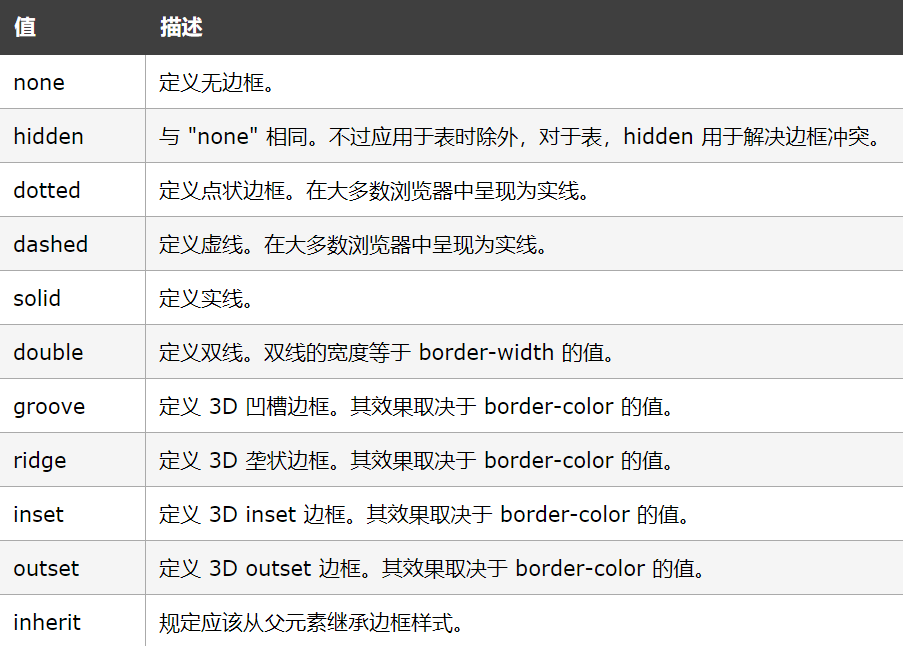 值 描述
none 定义无边框。
hidden 与 "none" 相同。不过应用于表时除外，对于表，hidden 用于解决边框冲突。
dotted 定义点状边框。在大多数浏览器中呈现为实线。
dashed 定义虚线。在大多数浏览器中呈现为实线。
solid 定义实线。
double 定义双线。双线的宽度等于 border-width 的值。
groove 定义 3D 凹槽边框。其效果取决于 border-color 的值。
ridge 定义 3D 垄状边框。其效果取决于 border-color 的值。
inset 定义 3D inset 边框。其效果取决于 border-color 的值。
outset 定义 3D outset 边框。其效果取决于 border-color 的值。
inherit 规定应该从父元素继承边框样式。